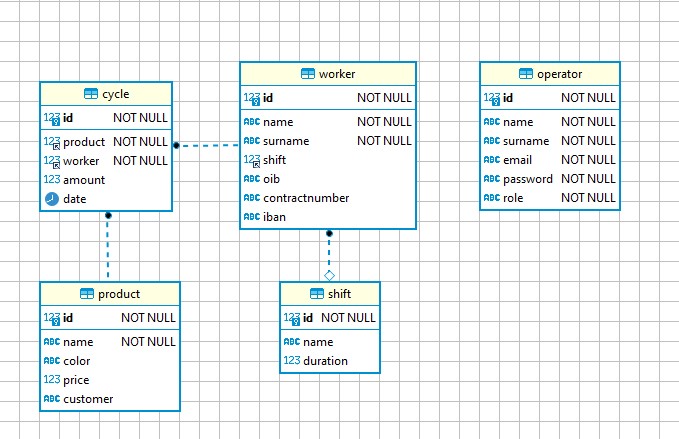 cycle
123 id NOT NULL
123 product NOT NULL
123 worker NOT NULL
123 amount
date
worker
123 id NOT NULL
ABC name NOT NULL
ABC surname NOT NULL
123 shift
ABC oib
ABC contractnumber
ABC iban
operator
123 id NOT NULL
ABC name NOT NULL
ABC surname NOT NULL
ABC email NOT NULL
ABC password NOT NULL
ABC role NOT NULL
product
123 id NOT NULL
ABC name NOT NULL
ABC color
123 price
ABC customer
shift
123 id NOT NULL
ABC name
123 duration